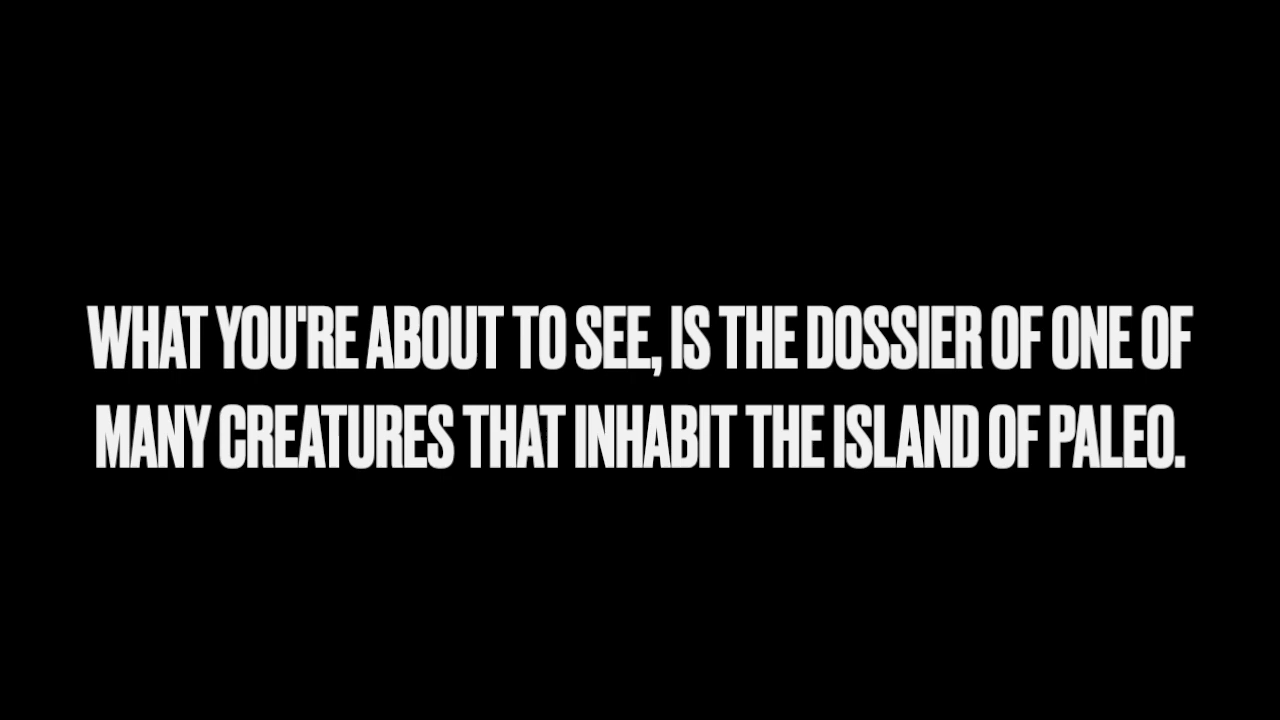 WHAT YOU'RE ABOUT TO SEE, IS THE DOSSIER OF ONE OF
MANY CREATURES THAT INHABIT THE ISLAND OF PALEO.